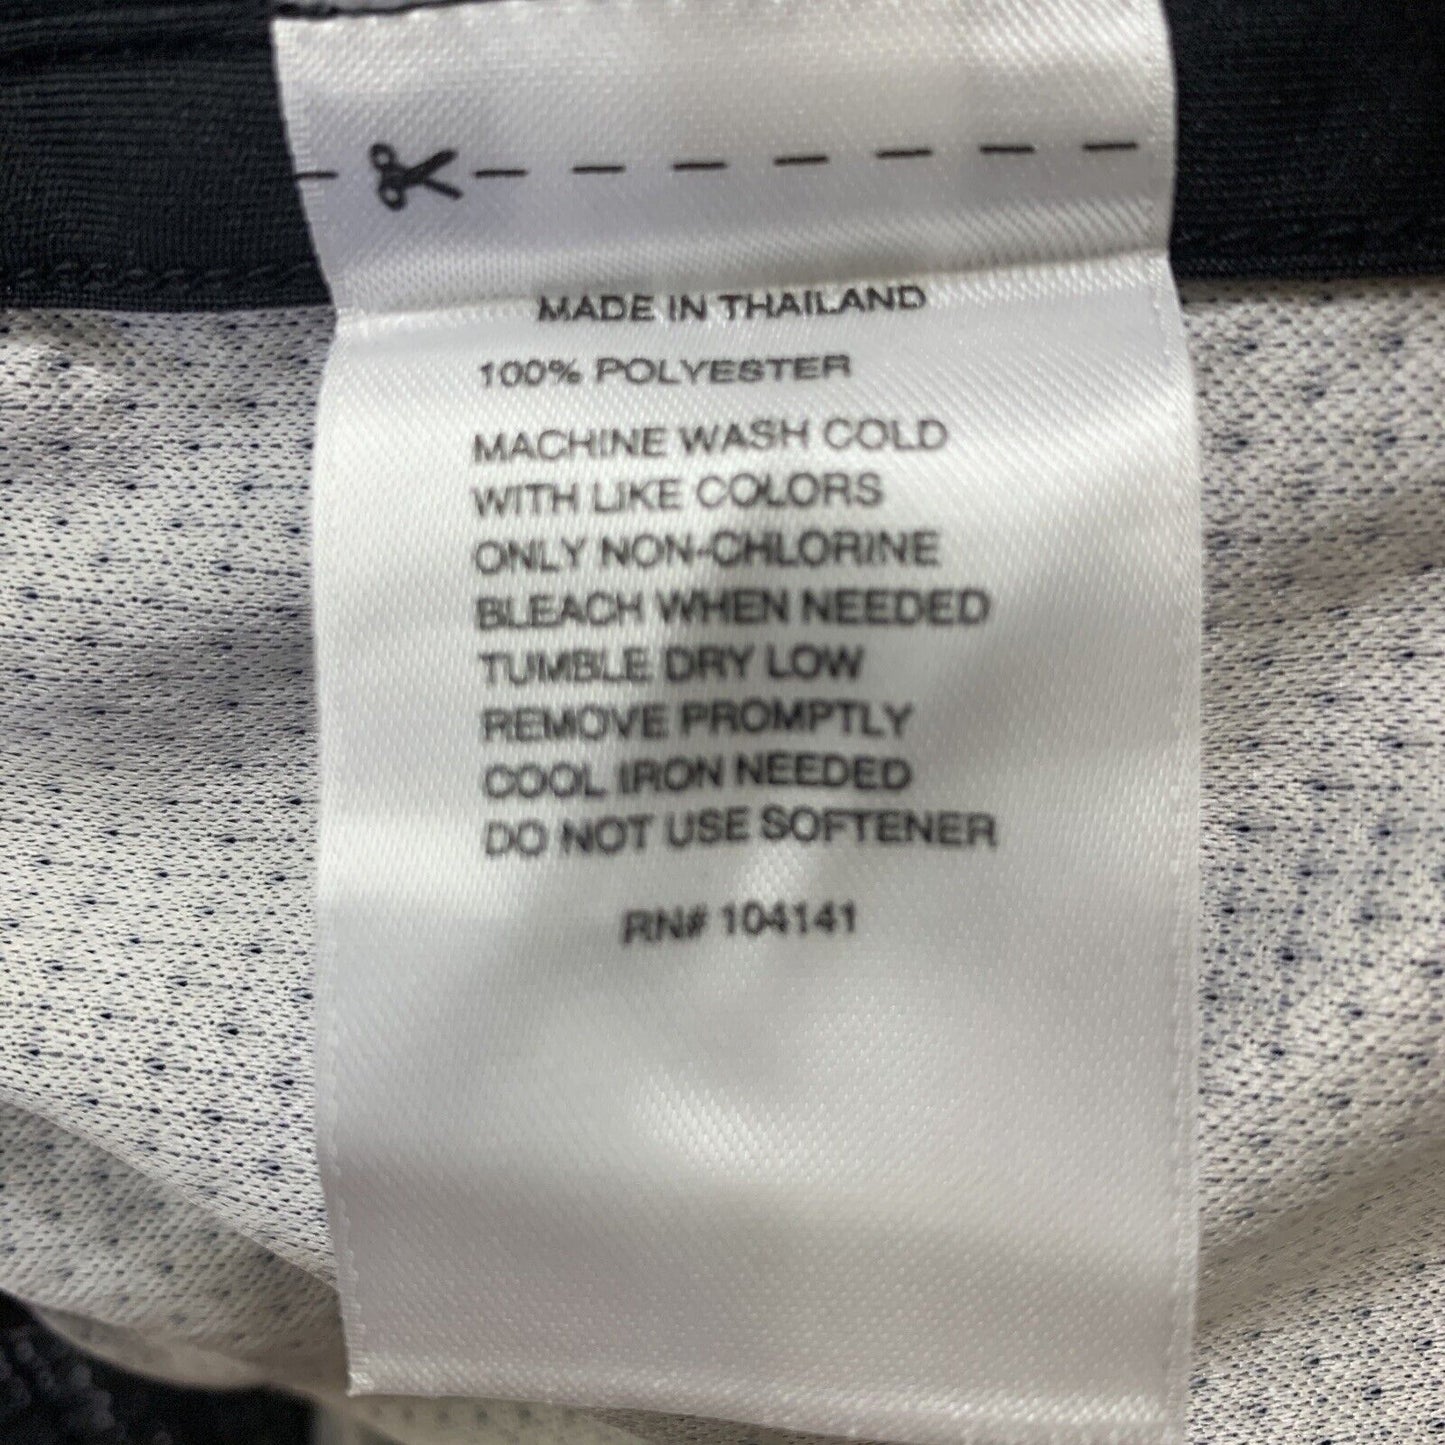 MADE IN THAILAND
100% POLYESTER
MACHINE WASH COLD
WITH LIKE COLORS
ONLY NON-CHLORINE
BLEACH WHEN NEEDED
TUMBLE DRY LOW
REMOVE PROMPTLY
COOL IRON NEEDED
DO NOT USE SOFTENER
RN# 104141